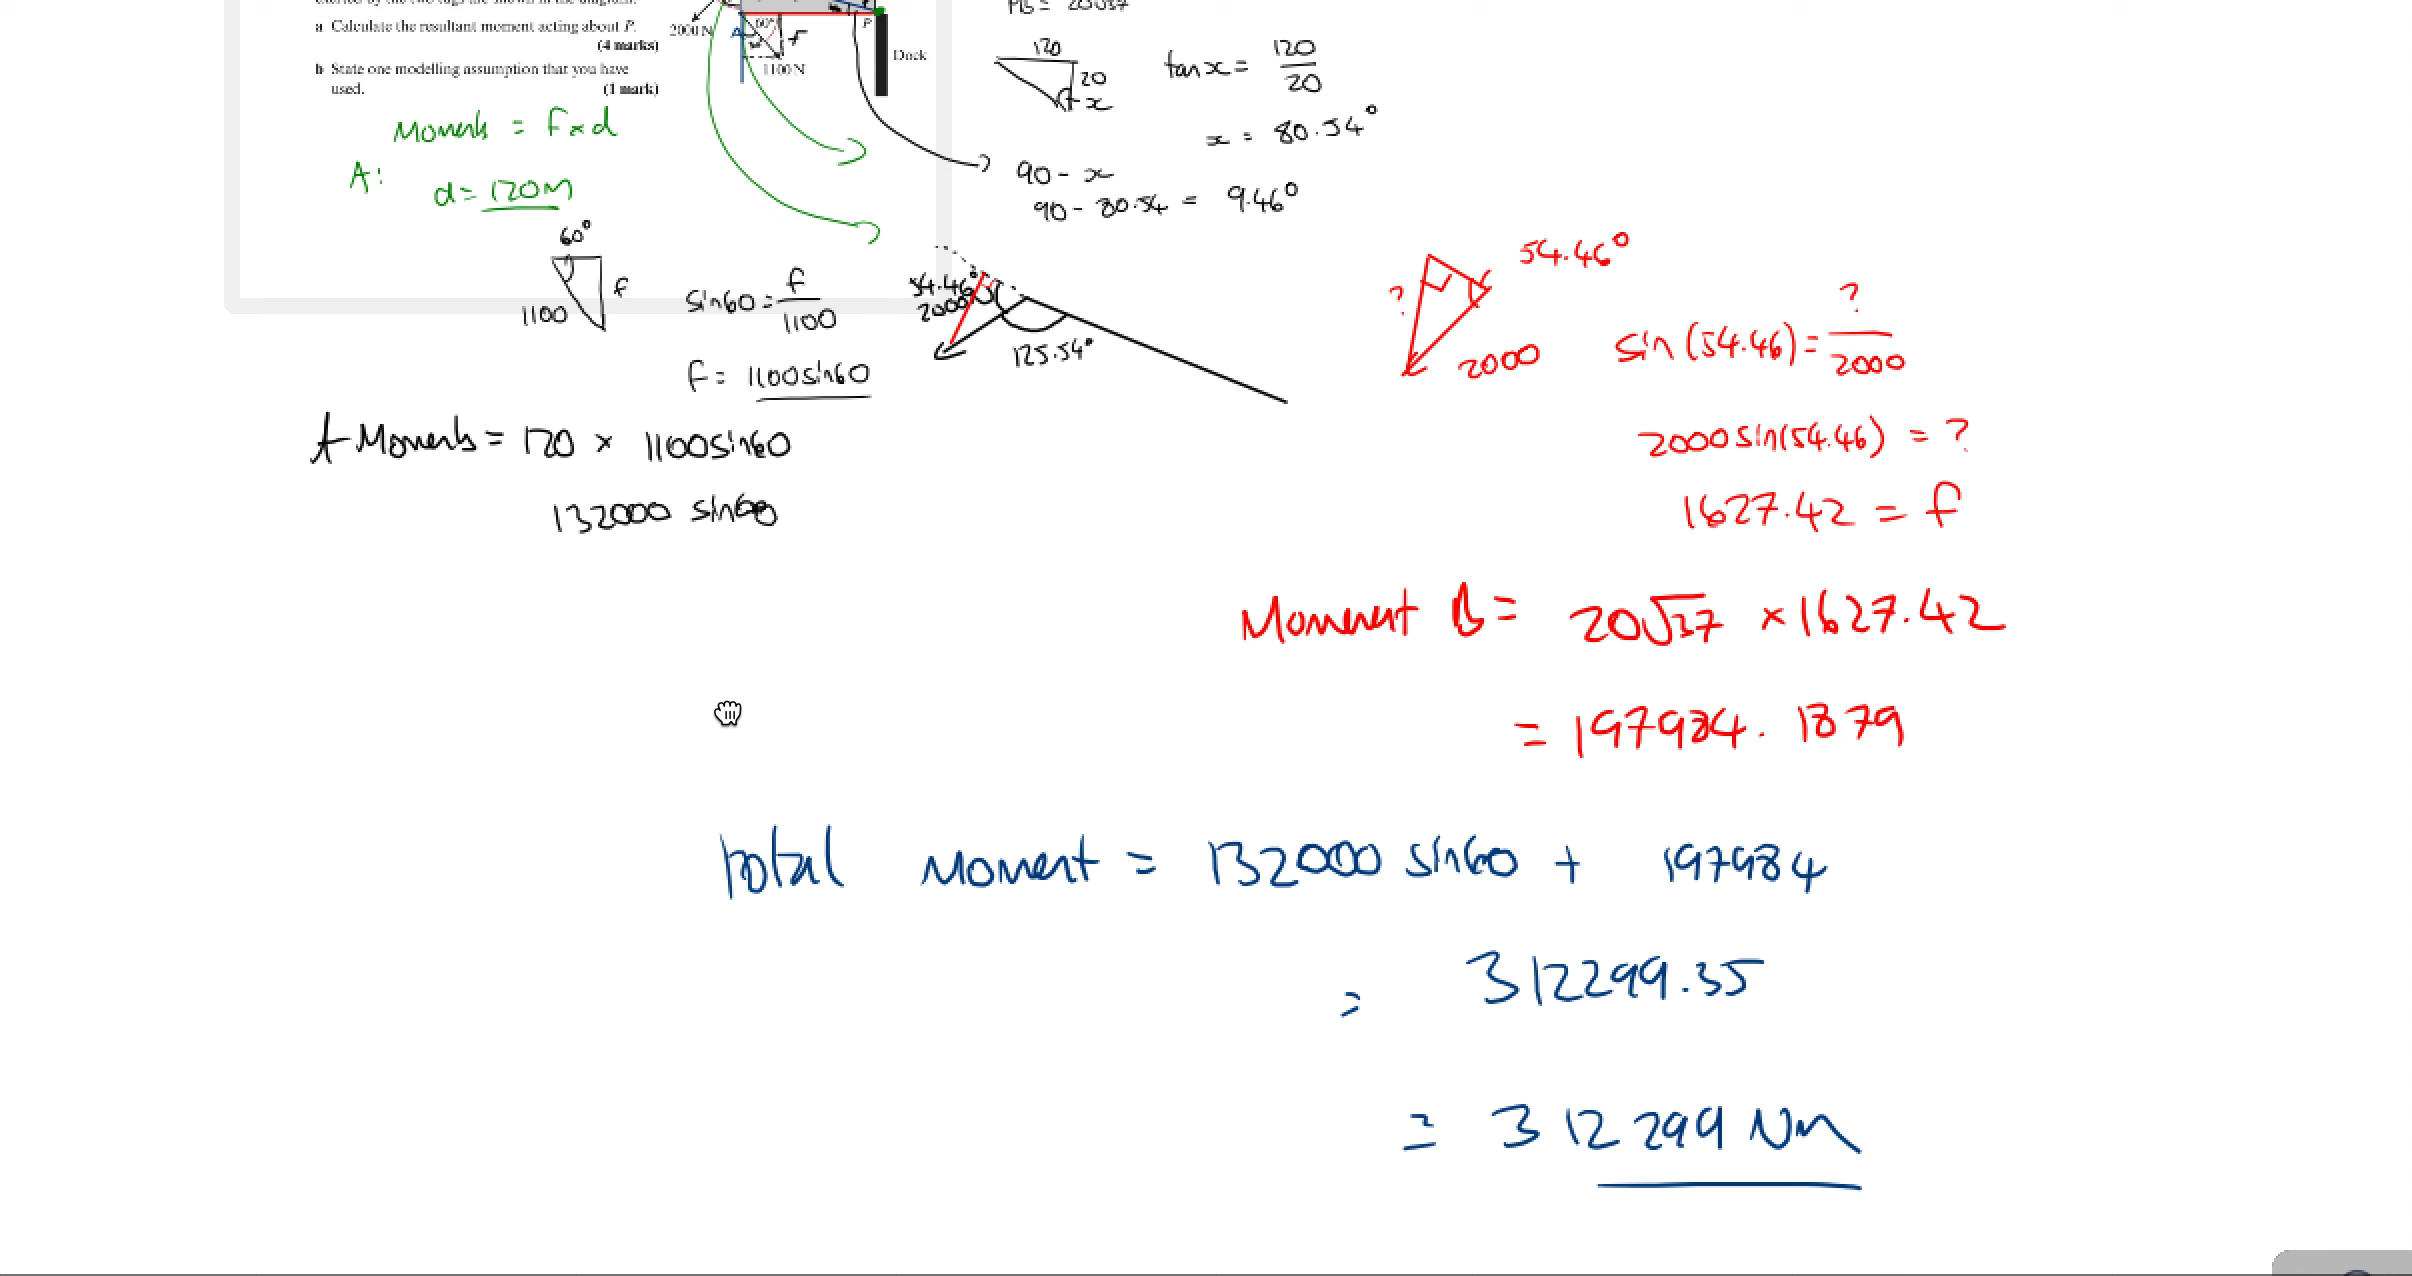 a Calculate the resultant moment acting about P.
(4 marks)
b State one modelling assumption that you have
used.
(1 mark)
2000 N
A
60°
f
P
1100 N
Dock
120
20
x
tan x = 120/20
x = 80.54°
90 - x
90 - 80.54 = 9.46°
Moments = F × d
A:
d = 120m
60°
1100
f
sin60 = f/1100
f = 1100sin60
54.46°
2000
125.54°
54.46°
?
2000
sin (54.46) = ?/2000
2000sin(54.46) = ?
1627.42 = f
A Moments = 120 × 1100sin60
132000 sin60
Moment B = 20√37 × 1627.42
= 197984.1879
total moment = 132000 sin60 + 197984
= 312299.35
= 312299 Nm